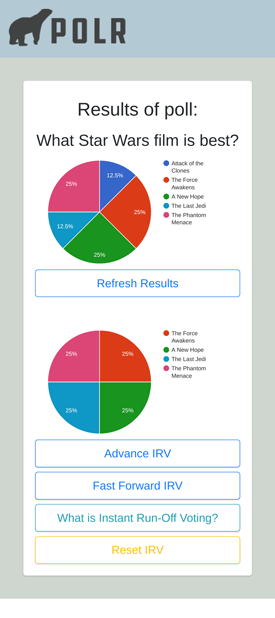 POLR
Results of poll:
What Star Wars film is best?
12.5%
25%
25%
12.5%
25%
Attack of the
Clones
The Force
Awakens
A New Hope
The Last Jedi
The Phantom
Menace
Refresh Results
25%
25%
25%
25%
The Force
Awakens
A New Hope
The Last Jedi
The Phantom
Menace
Advance IRV
Fast Forward IRV
What is Instant Run-Off Voting?
Reset IRV